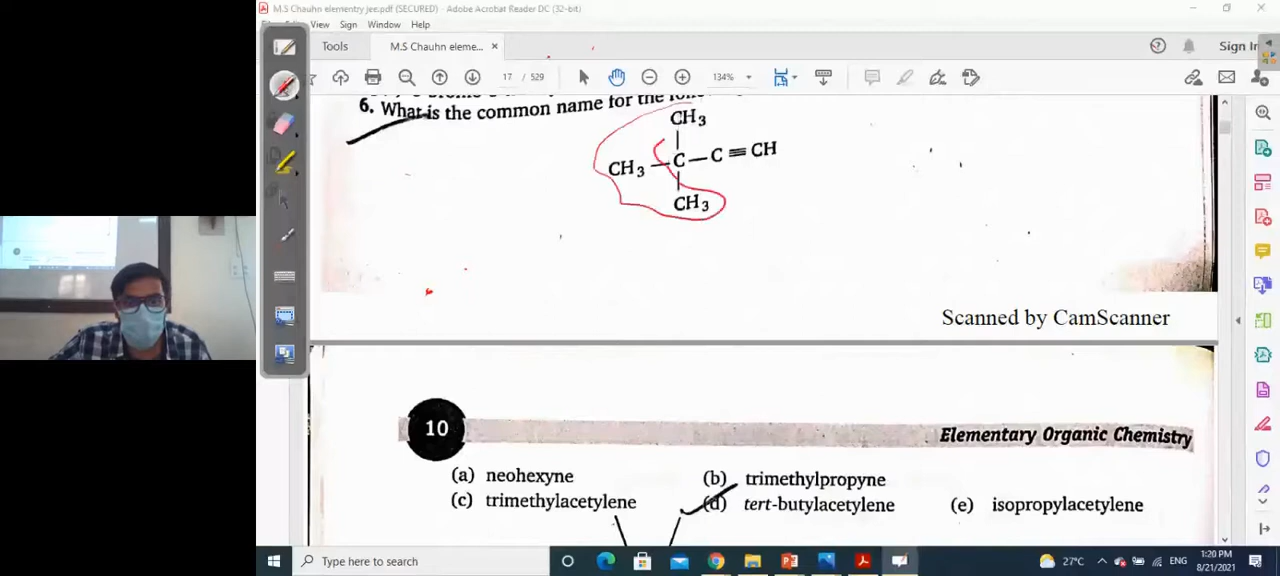 M.S Chauhn elementry jee.pdf (SECURED) - Adobe Acrobat Reader DC (32-bit)
View Sign Window Help
Tools
M.S Chauhn eleme... ×
Sign In
17 / 529
134%
6. What is the common name for the
CH3
CH3 — C — C ≡ CH
CH3
Scanned by CamScanner
10
Elementary Organic Chemistry
(a) neohexyne
(b) trimethylpropyne
(c) trimethylacetylene
(d) tert-butylacetylene
(e) isopropylacetylene
Type here to search
27°C
ENG
1:20 PM
8/21/2021